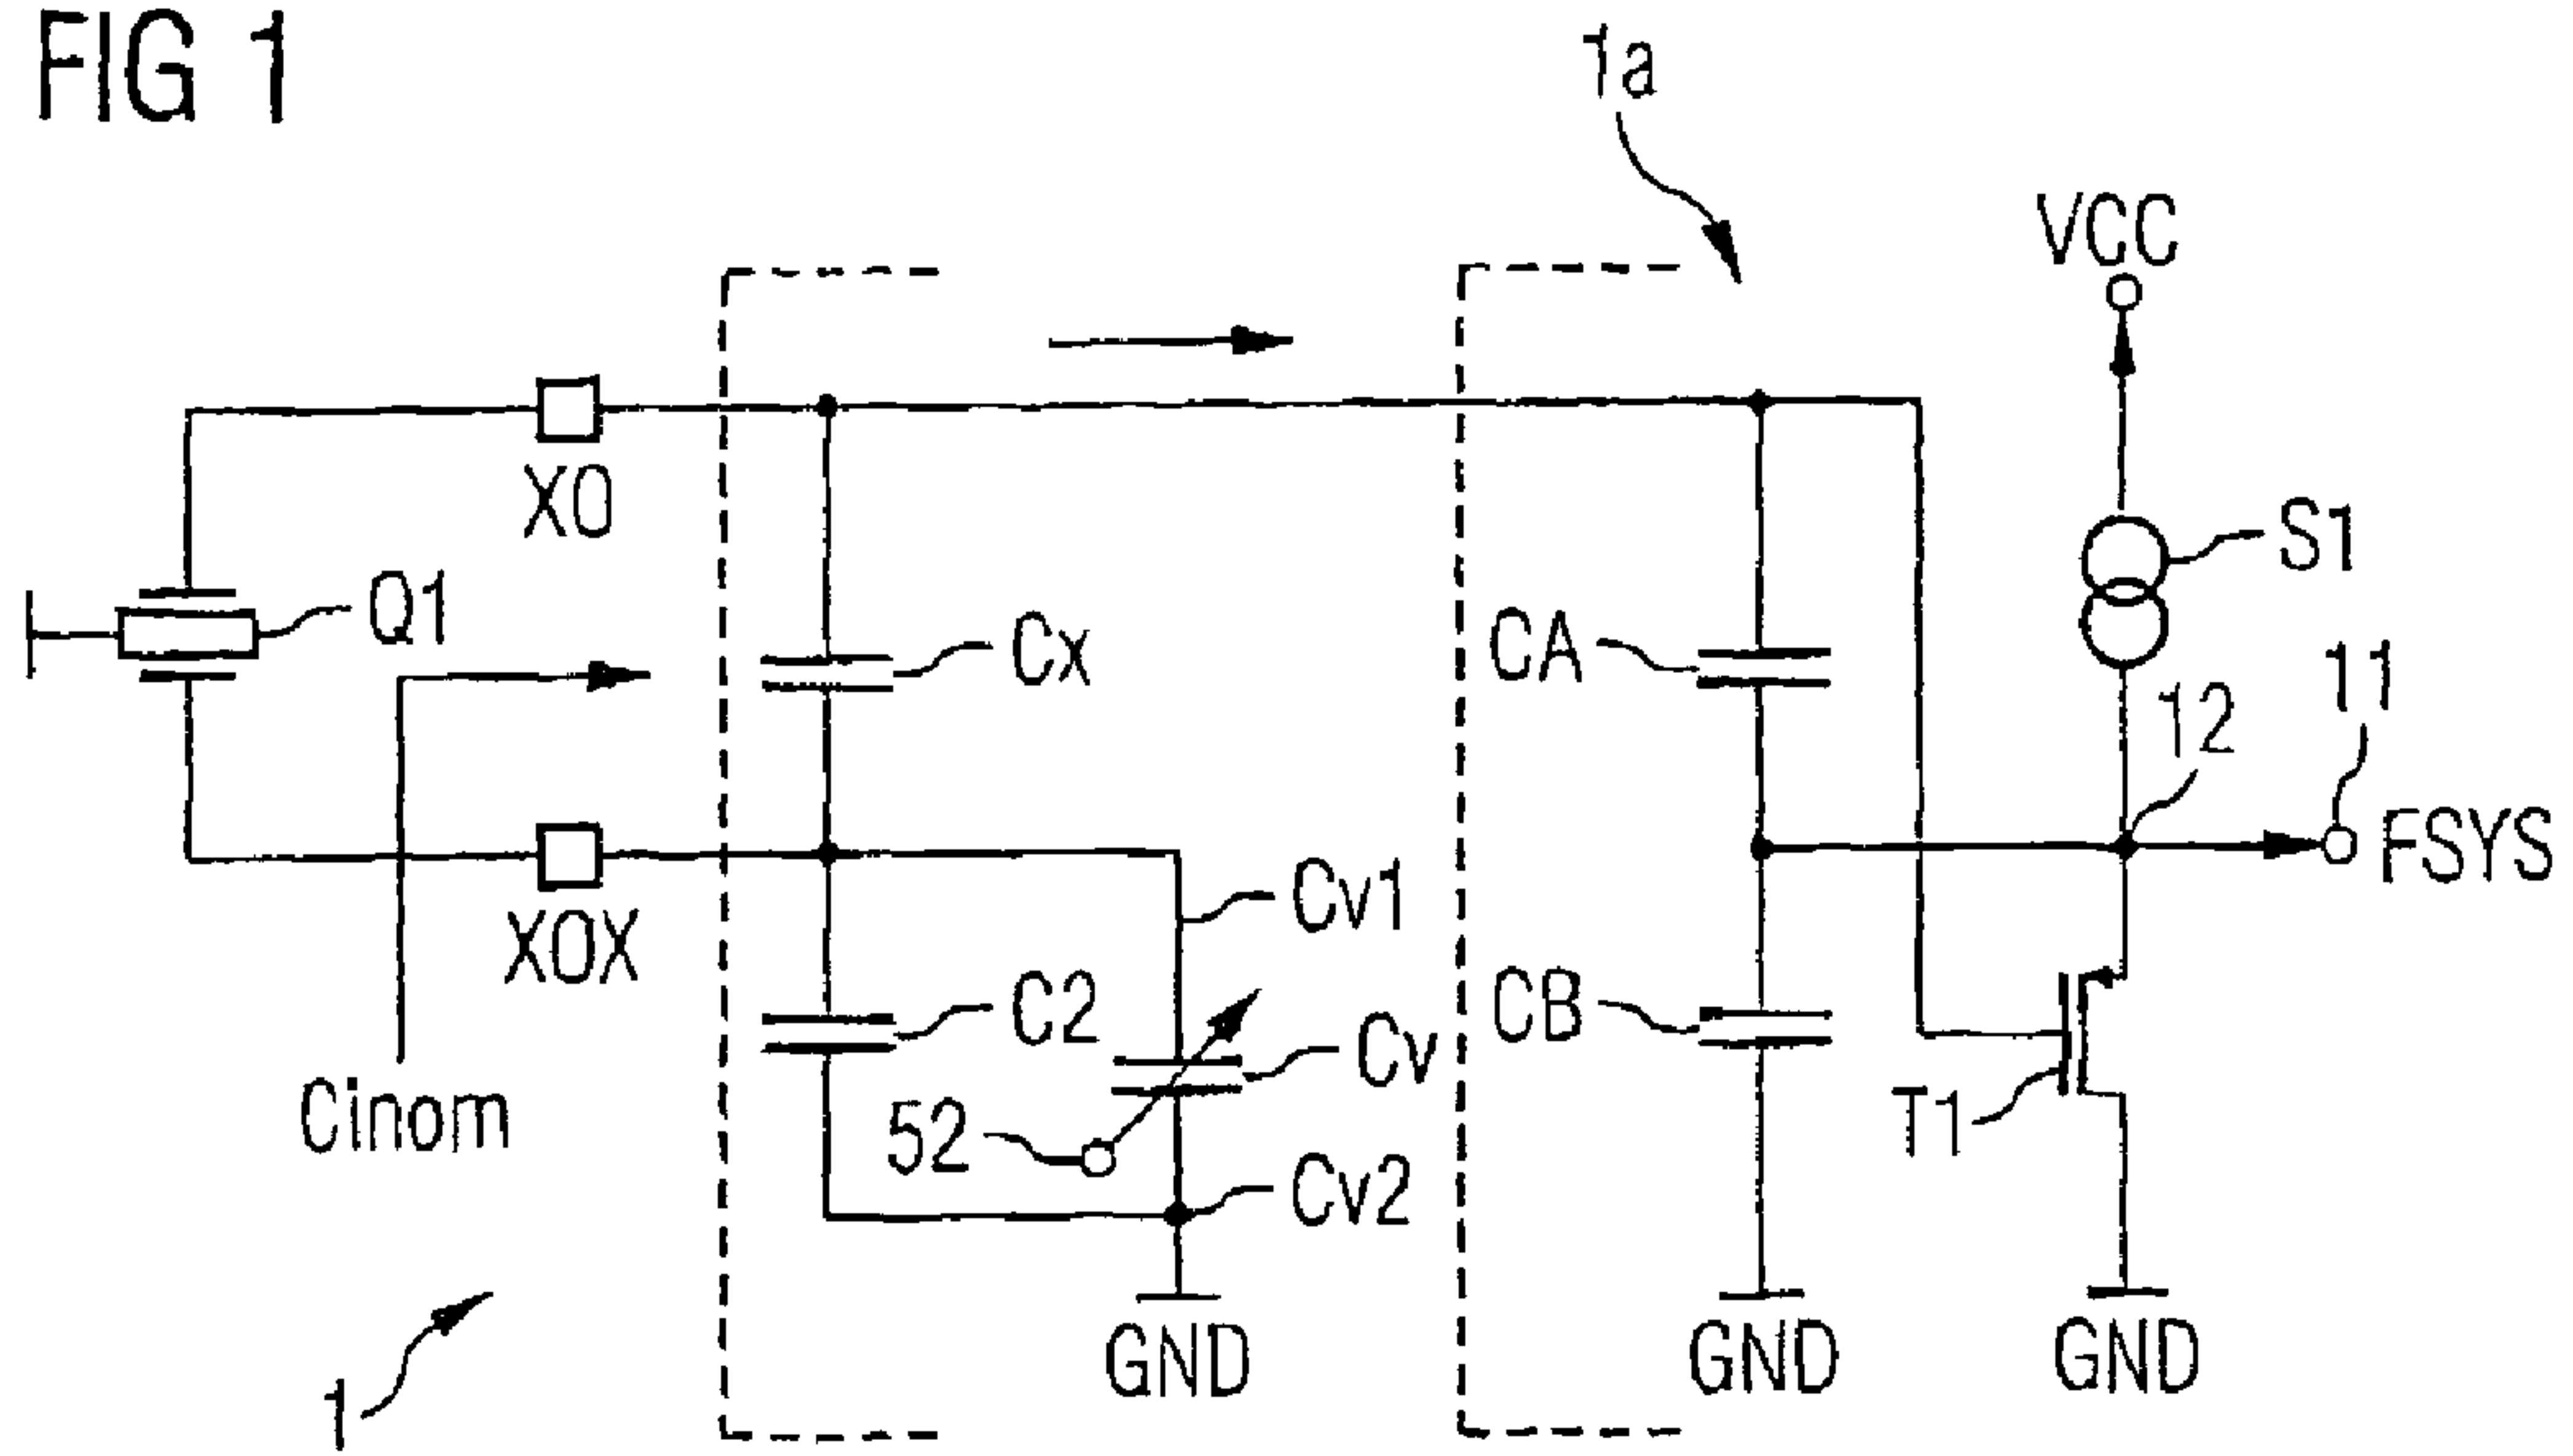 FIG 1
1a
VCC
XO
S1
Q1
Cx
CA
11
12
FSYS
Cv1
XOX
C2
CB
Cv
Cinom
52
T1
Cv2
GND
GND
GND
1